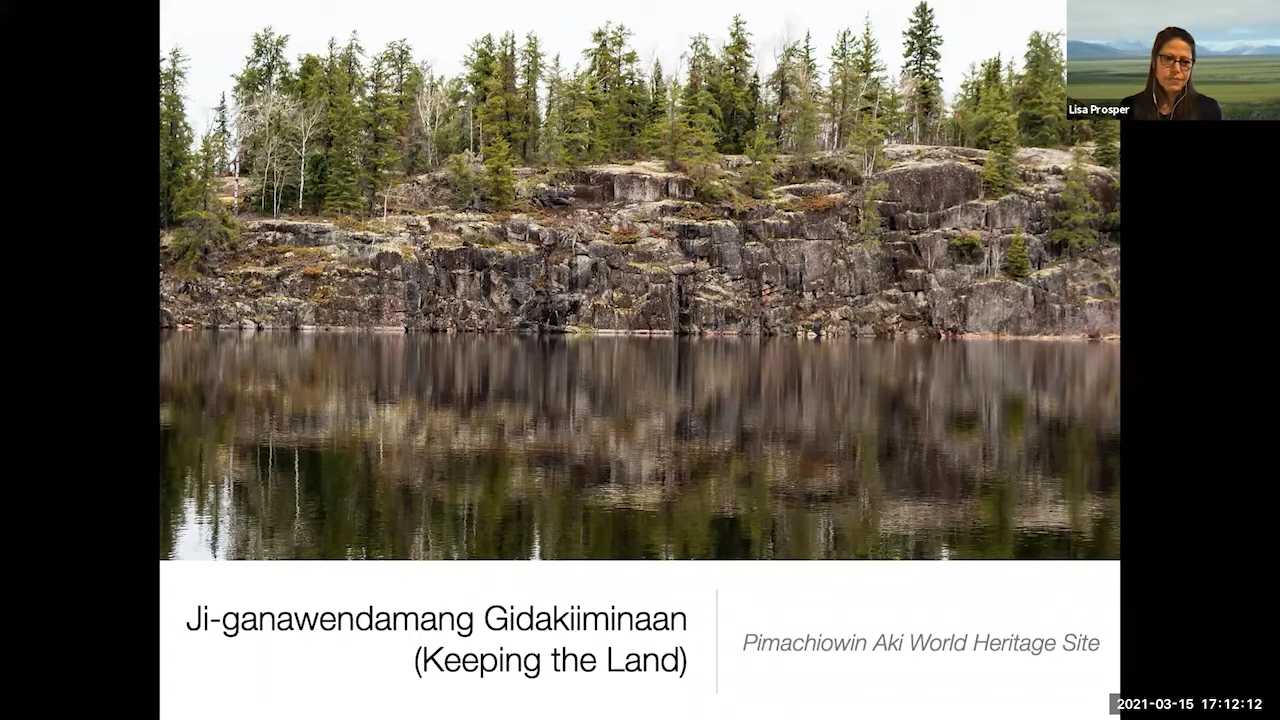 Lisa Prosper
Ji-ganawendamang Gidakiiminaan
(Keeping the Land)
Pimachiowin Aki World Heritage Site
2021-03-15 17:12:12